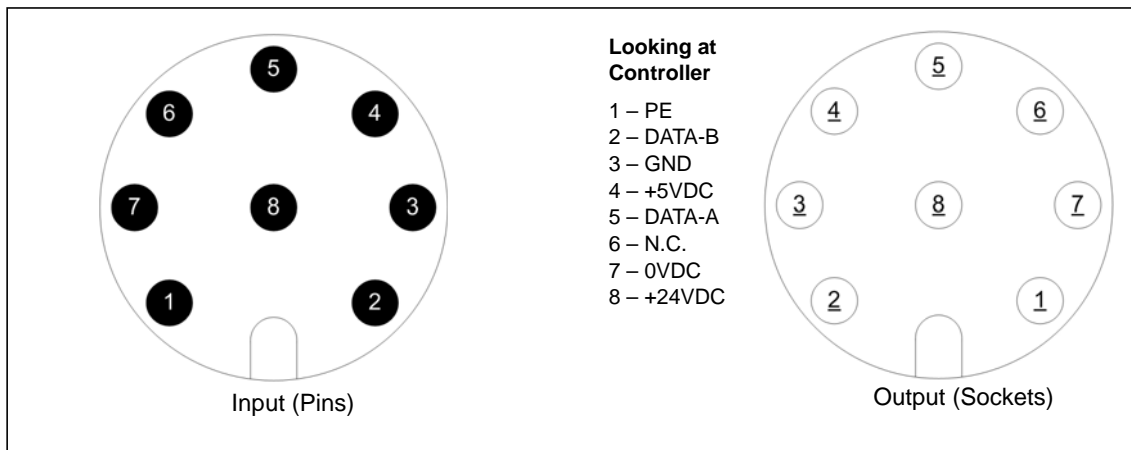 5
6
4
7
8
3
1
2
Input (Pins)
Looking at
Controller
1 – PE
2 – DATA-B
3 – GND
4 – +5VDC
5 – DATA-A
6 – N.C.
7 – 0VDC
8 – +24VDC
5
4
6
3
8
7
2
1
Output (Sockets)